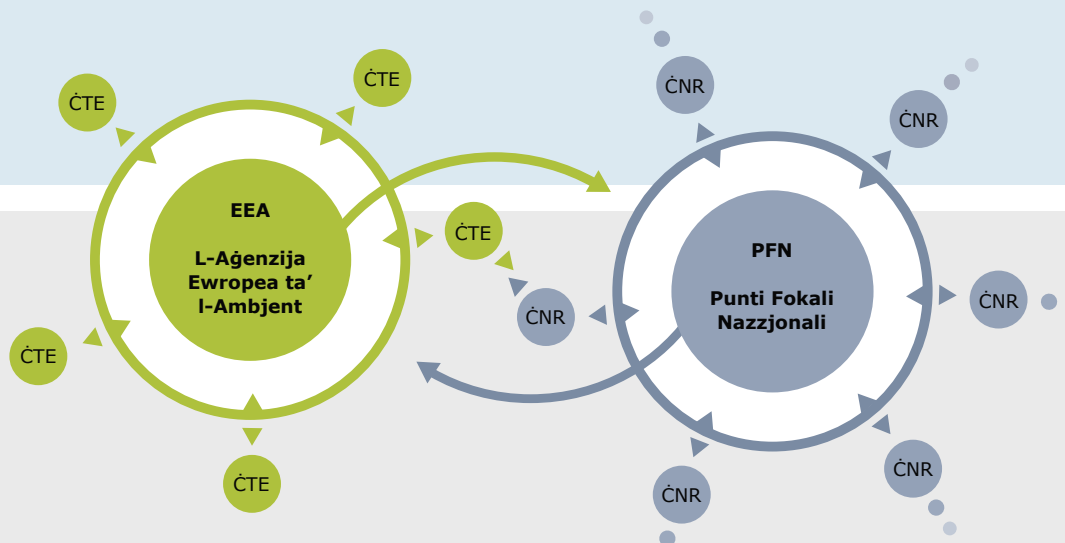 ĊTE
ĊTE
EEA
L-Aġenzija
Ewropea ta’
l-Ambjent
ĊTE
ĊTE
ĊTE
ĊNR
ĊNR
ĊNR
PFN
Punti Fokali
Nazzjonali
ĊNR
ĊNR
ĊNR